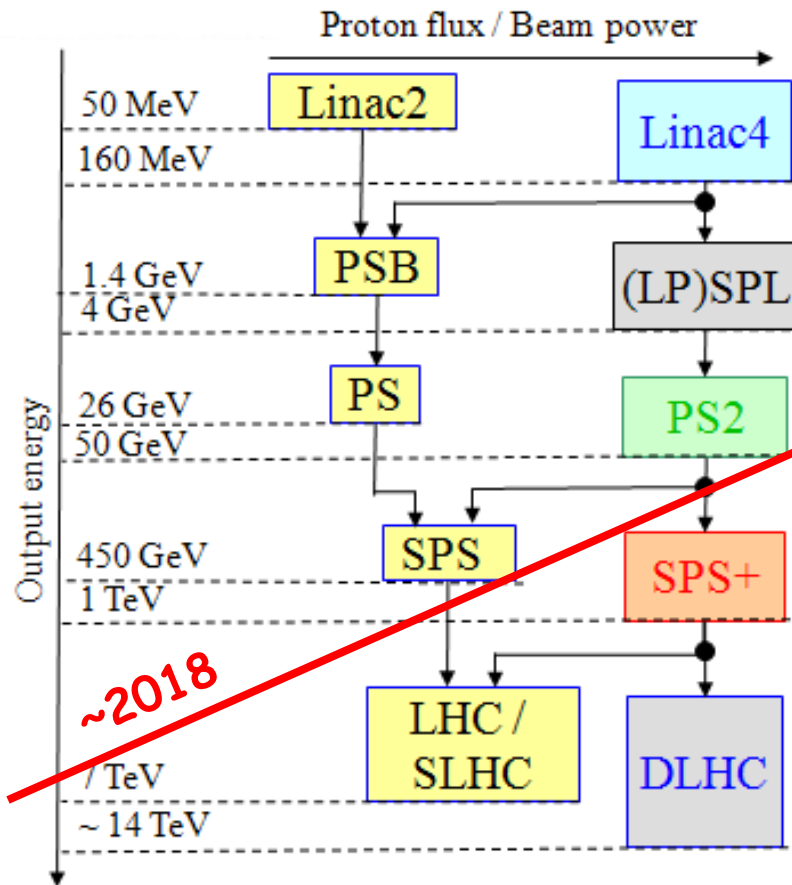 Proton flux / Beam power
50 MeV
Linac2
Linac4
160 MeV
PSB
1.4 GeV
(LP)SPL
4 GeV
PS
26 GeV
PS2
50 GeV
Output energy
SPS
450 GeV
SPS+
1 TeV
~2018
LHC /
SLHC
DLHC
TeV
~ 14 TeV